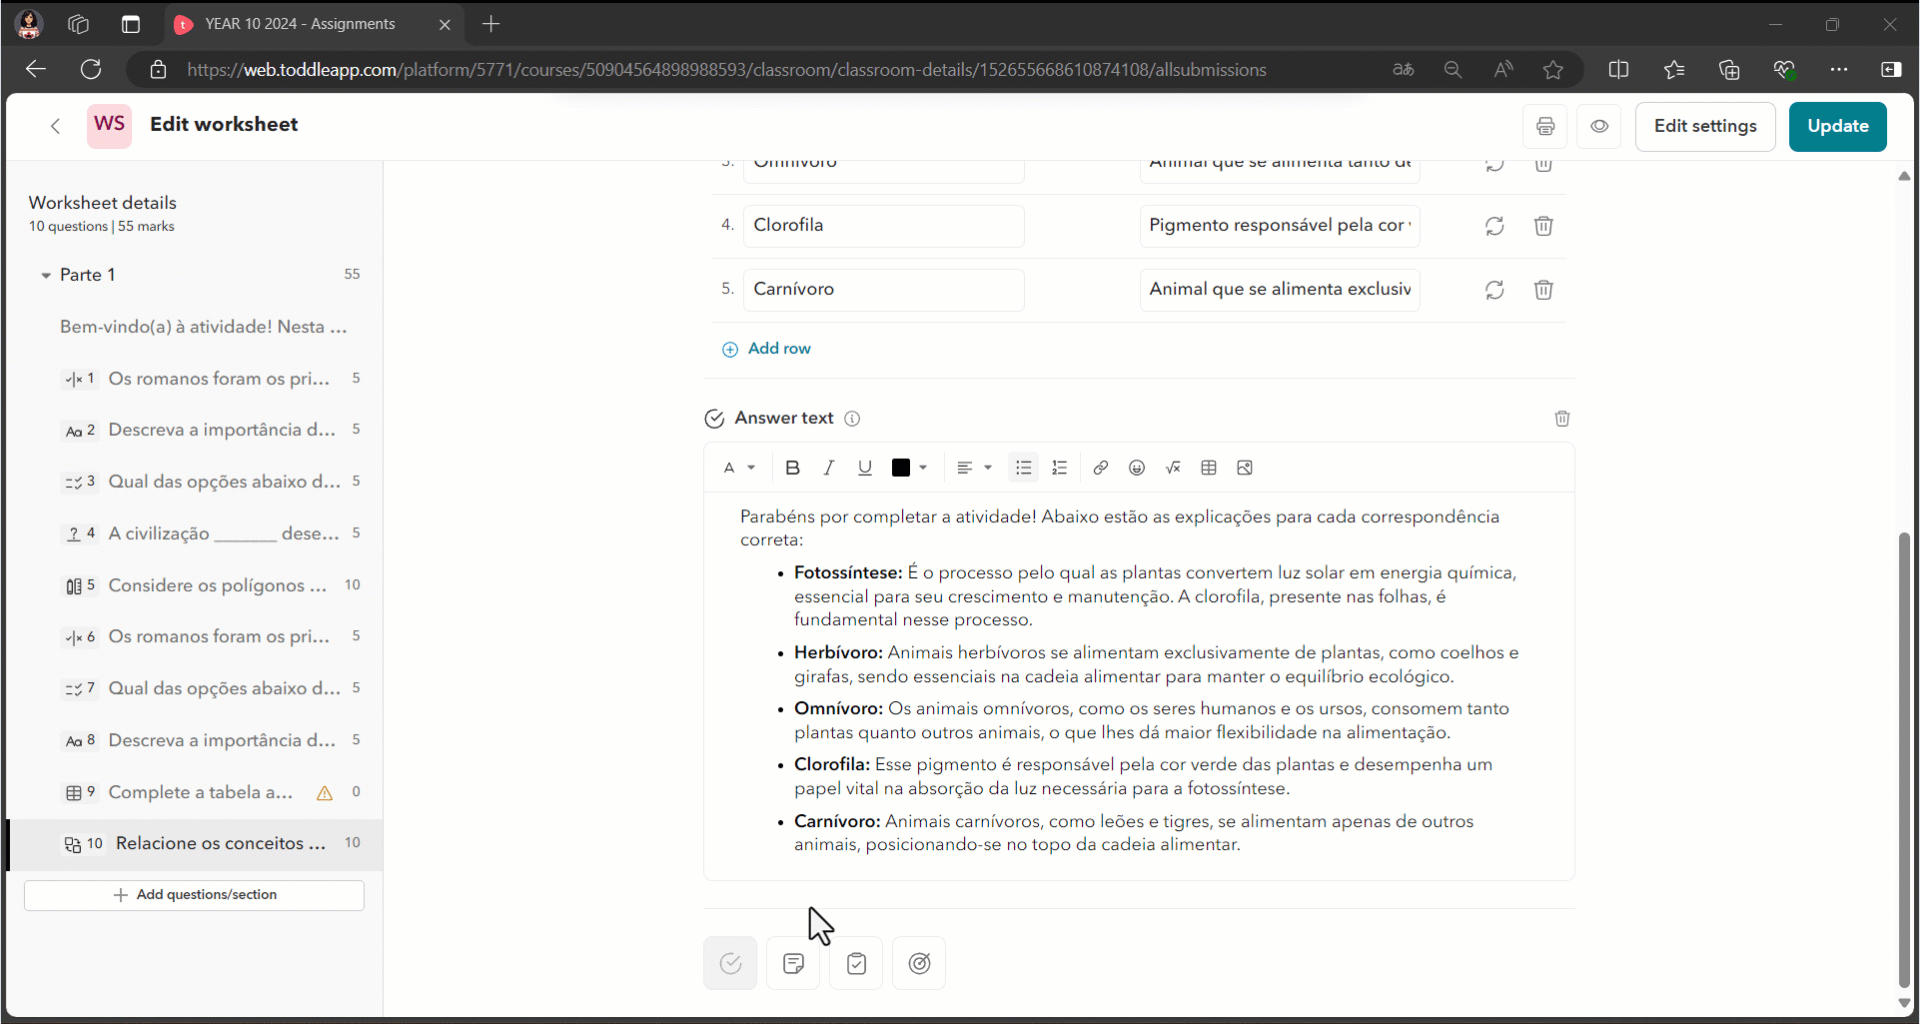 YEAR 10 2024 - Assignments
https://web.toddleapp.com/platform/5771/courses/50904564898988593/classroom/classroom-details/152655668610874108/allsubmissions
WS
Edit worksheet
Edit settings
Update
Worksheet details
10 questions | 55 marks
Parte 1 55
Bem-vindo(a) à atividade! Nesta ...
1 Os romanos foram os pri... 5
Aa 2 Descreva a importância d... 5
3 Qual das opções abaixo d... 5
4 A civilização _______ dese... 5
5 Considere os polígonos ... 10
6 Os romanos foram os pri... 5
7 Qual das opções abaixo d... 5
Aa 8 Descreva a importância d... 5
9 Complete a tabela a... 0
10 Relacione os conceitos ... 10
Add questions/section
3. Omnívoro Animal que se alimenta tanto de
4. Clorofila Pigmento responsável pela cor
5. Carnívoro Animal que se alimenta exclusiv
Add row
Answer text
A B I U
Parabéns por completar a atividade! Abaixo estão as explicações para cada correspondência
correta:
• Fotossíntese: É o processo pelo qual as plantas convertem luz solar em energia química,
essencial para seu crescimento e manutenção. A clorofila, presente nas folhas, é
fundamental nesse processo.
• Herbívoro: Animais herbívoros se alimentam exclusivamente de plantas, como coelhos e
girafas, sendo essenciais na cadeia alimentar para manter o equilíbrio ecológico.
• Omnívoro: Os animais omnívoros, como os seres humanos e os ursos, consomem tanto
plantas quanto outros animais, o que lhes dá maior flexibilidade na alimentação.
• Clorofila: Esse pigmento é responsável pela cor verde das plantas e desempenha um
papel vital na absorção da luz necessária para a fotossíntese.
• Carnívoro: Animais carnívoros, como leões e tigres, se alimentam apenas de outros
animais, posicionando-se no topo da cadeia alimentar.